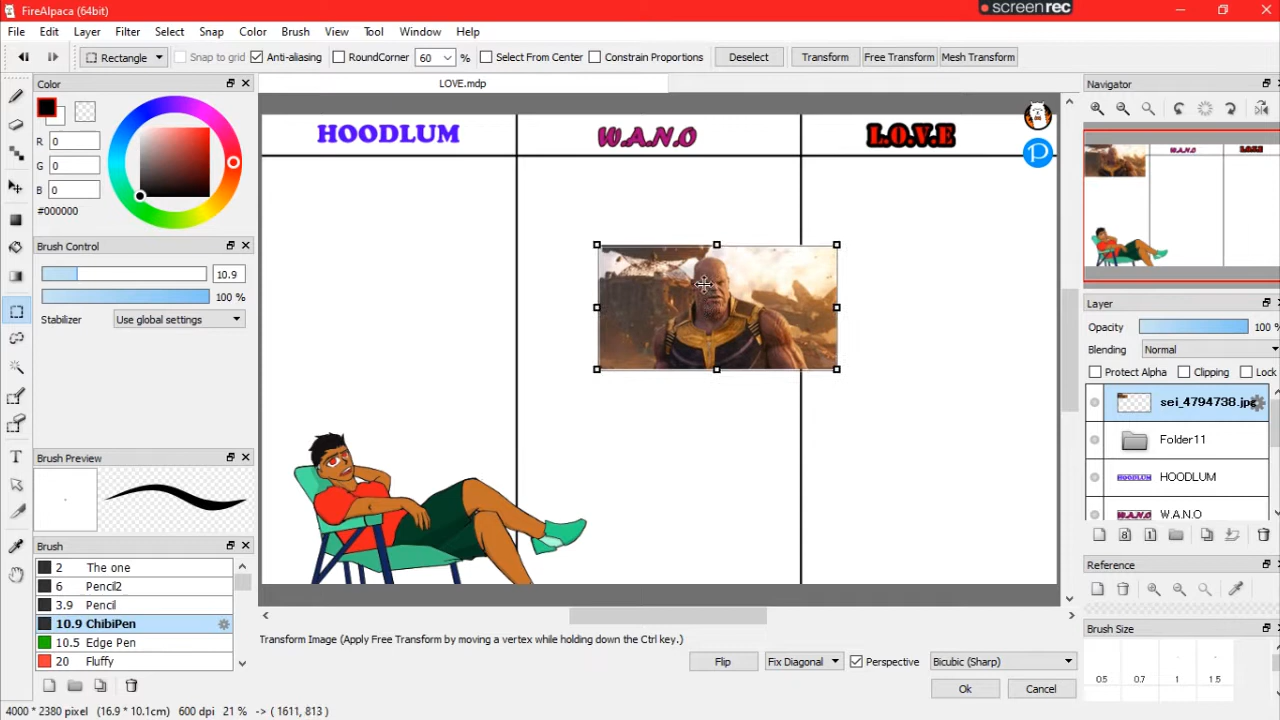 FireAlpaca (64bit)
screenrec
File Edit Layer Filter Select Snap Color Brush View Tool Window Help
Rectangle Snap to grid Anti-aliasing RoundCorner 60 % Select From Center Constrain Proportions Deselect Transform Free Transform Mesh Transform
Color
LOVE.mdp
Navigator
R 0
G 0
B 0
#000000
HOODLUM W.A.N.O L.O.V.E
P
W.A.N.O L.O.V.E
Brush Control
10.9
100 %
Stabilizer Use global settings
Layer
Opacity 100 %
Blending Normal
Protect Alpha Clipping Lock
sei_4794738.jpg
Folder11
HOODLUM HOODLUM
W.A.N.O W.A.N.O
Brush Preview
Brush
2 The one
6 Pencil2
3.9 Pencil
10.9 ChibiPen
10.5 Edge Pen
20 Fluffy
8 1
Reference
Brush Size
0.5 0.7 1 1.5
Transform Image (Apply Free Transform by moving a vertex while holding down the Ctrl key.)
Flip Fix Diagonal Perspective Bicubic (Sharp)
Ok Cancel
4000 * 2380 pixel (16.9 * 10.1cm) 600 dpi 21 % -> ( 1611, 813 )